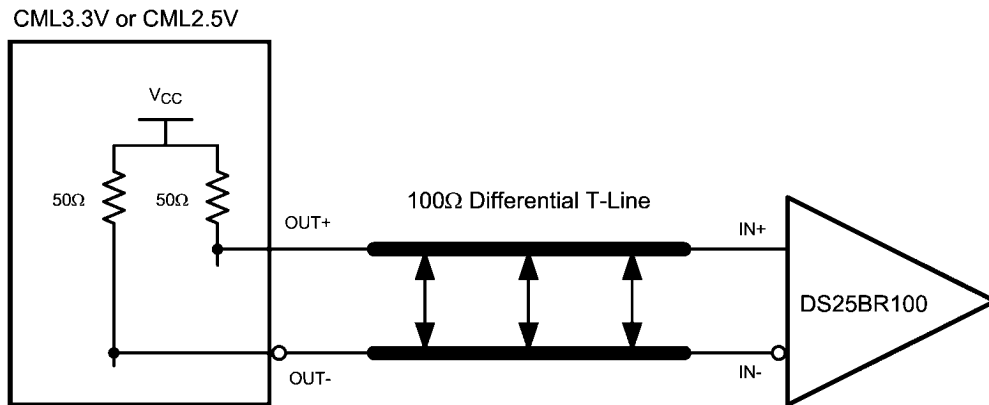 CML3.3V or CML2.5V
VCC
50Ω
50Ω
100Ω Differential T-Line
OUT+
IN+
DS25BR100
OUT-
IN-